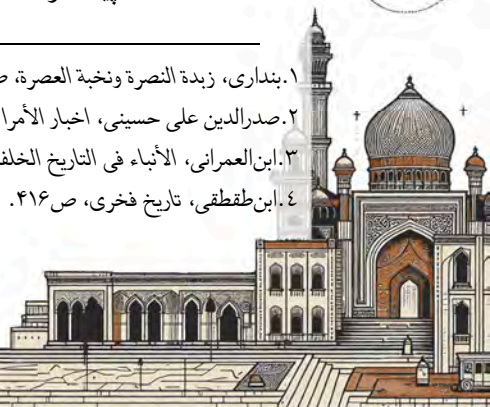 ۱.بنداری، زبدة النصرة ونخبة العصرة،
۲.صدرالدین علی حسینی، اخبار الأمرا
۳.ابن‌العمرانی، الأنباء فی التاریخ الخلف
٤.ابن‌طقطقی، تاریخ فخری، ص۴۱۶.